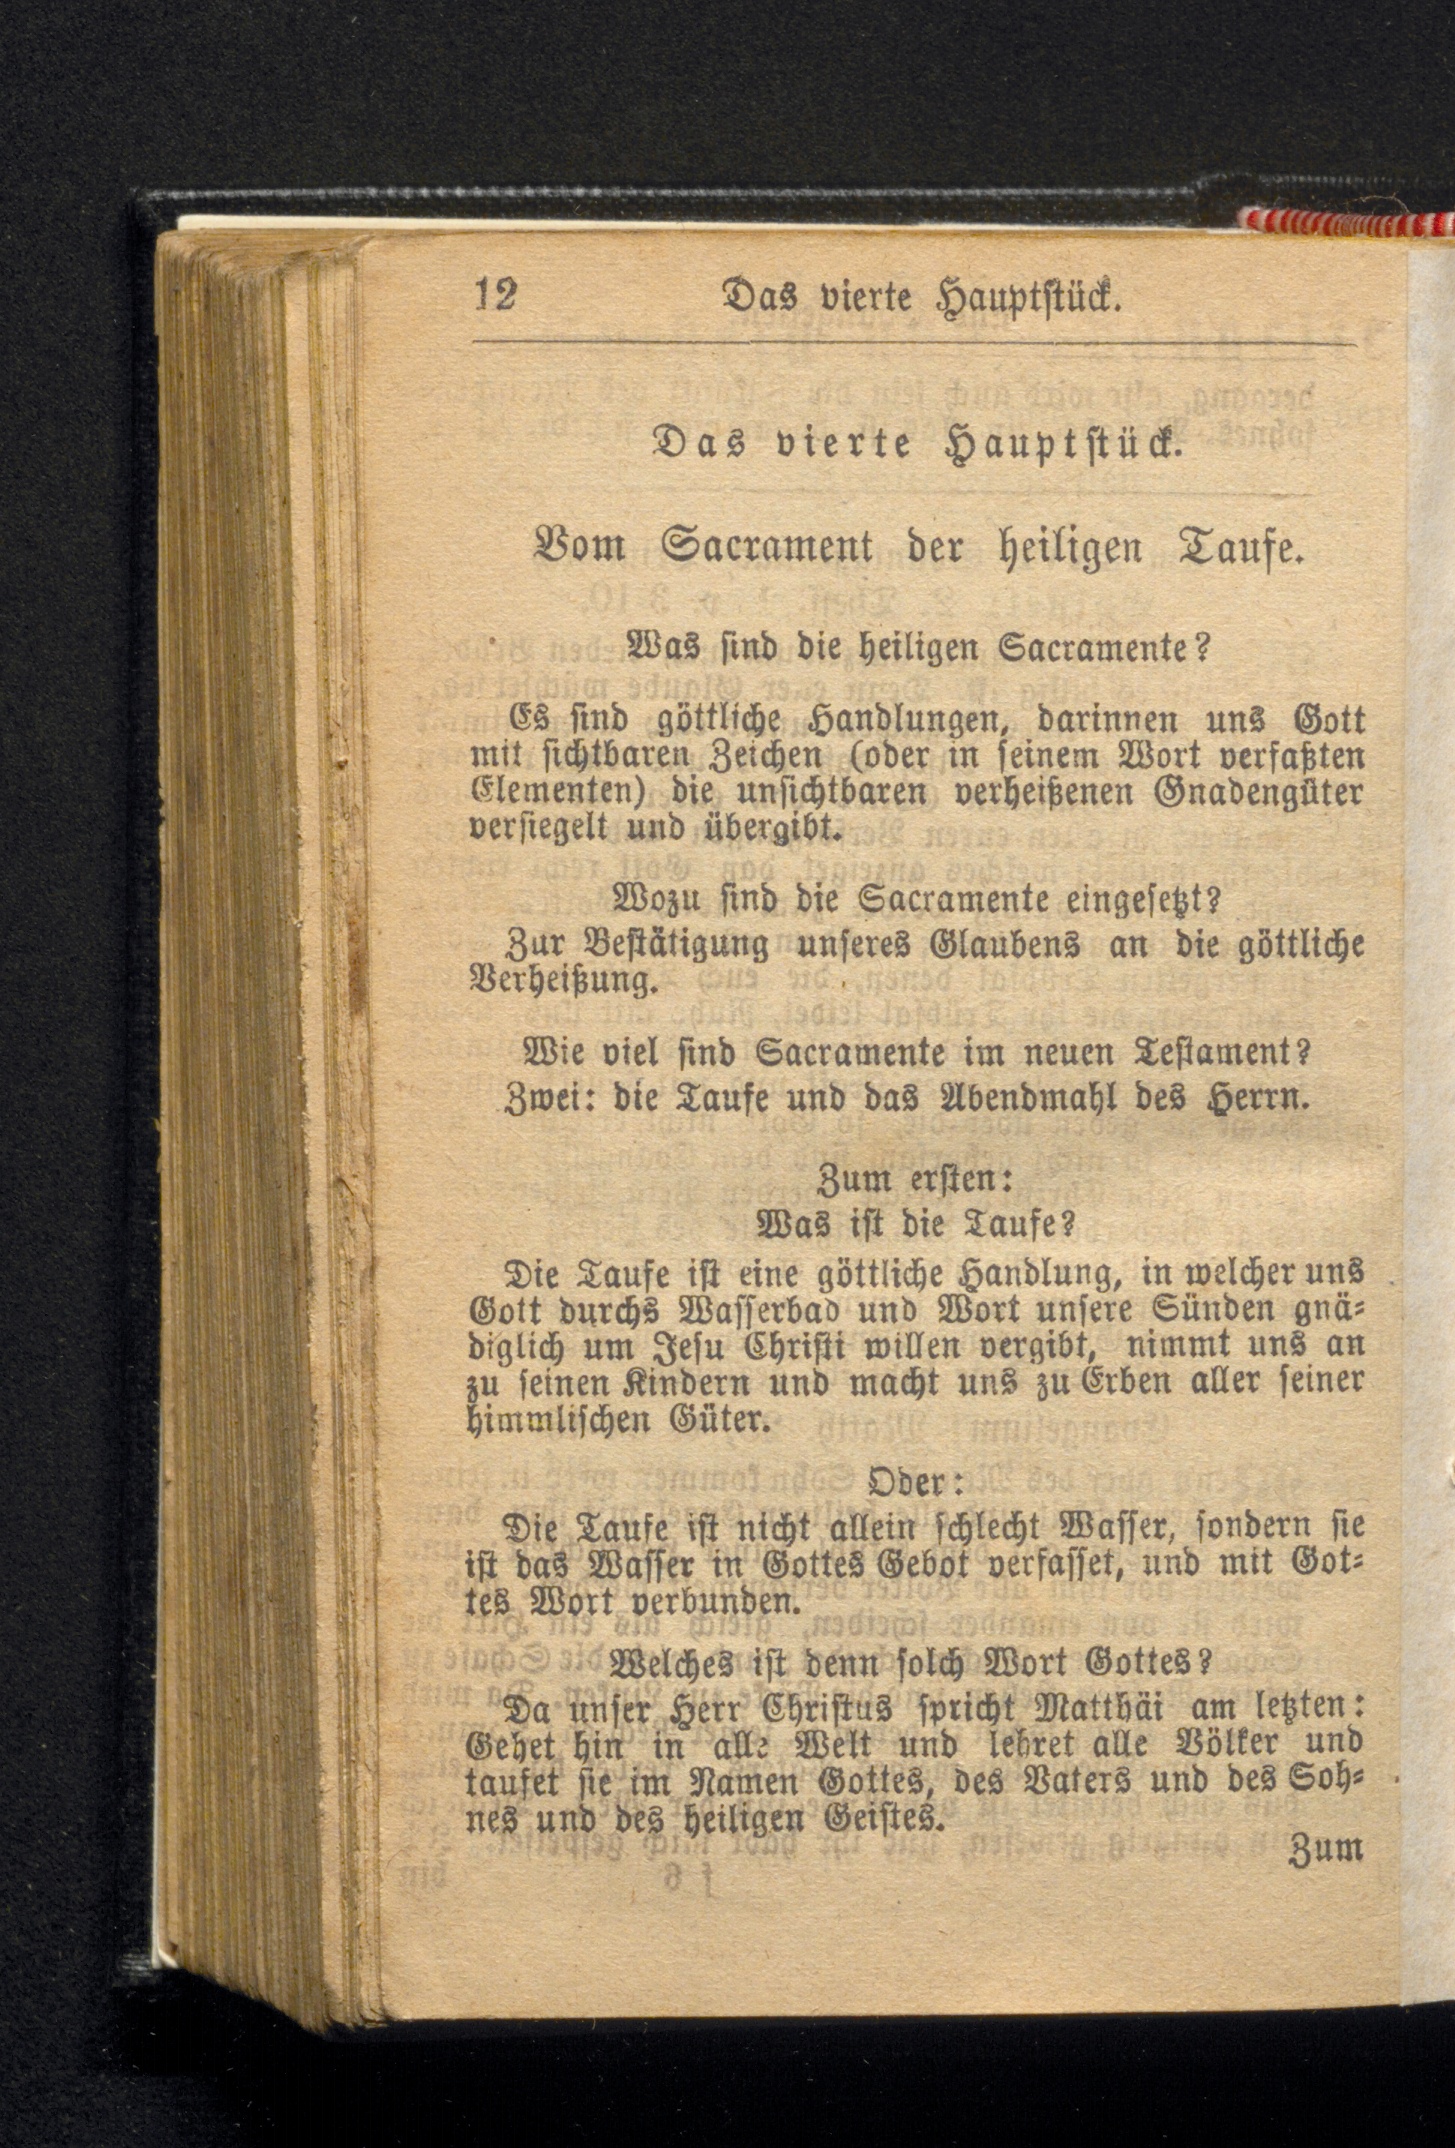 12 Das vierte Hauptstück.
Das vierte Hauptstück.
Vom Sacrament der heiligen Taufe.
Was sind die heiligen Sacramente?
Es sind göttliche Handlungen, darinnen uns Gott
mit sichtbaren Zeichen (oder in seinem Wort verfaßten
Elementen) die unsichtbaren verheißenen Gnadengüter
versiegelt und übergibt.
Wozu sind die Sacramente eingesetzt?
Zur Bestätigung unseres Glaubens an die göttliche
Verheißung.
Wie viel sind Sacramente im neuen Testament?
Zwei: die Taufe und das Abendmahl des Herrn.
Zum ersten:
Was ist die Taufe?
Die Taufe ist eine göttliche Handlung, in welcher uns
Gott durchs Wasserbad und Wort unsere Sünden gnä-
diglich um Jesu Christi willen vergibt, nimmt uns an
zu seinen Kindern und macht uns zu Erben aller seiner
himmlischen Güter.
Oder:
Die Taufe ist nicht allein schlecht Wasser, sondern sie
ist das Wasser in Gottes Gebot verfasset, und mit Got-
tes Wort verbunden.
Welches ist denn solch Wort Gottes?
Da unser Herr Christus spricht Matthäi am letzten:
Gehet hin in alle Welt und lehret alle Völker und
taufet sie im Namen Gottes, des Vaters und des Soh-
nes und des heiligen Geistes.
Zum